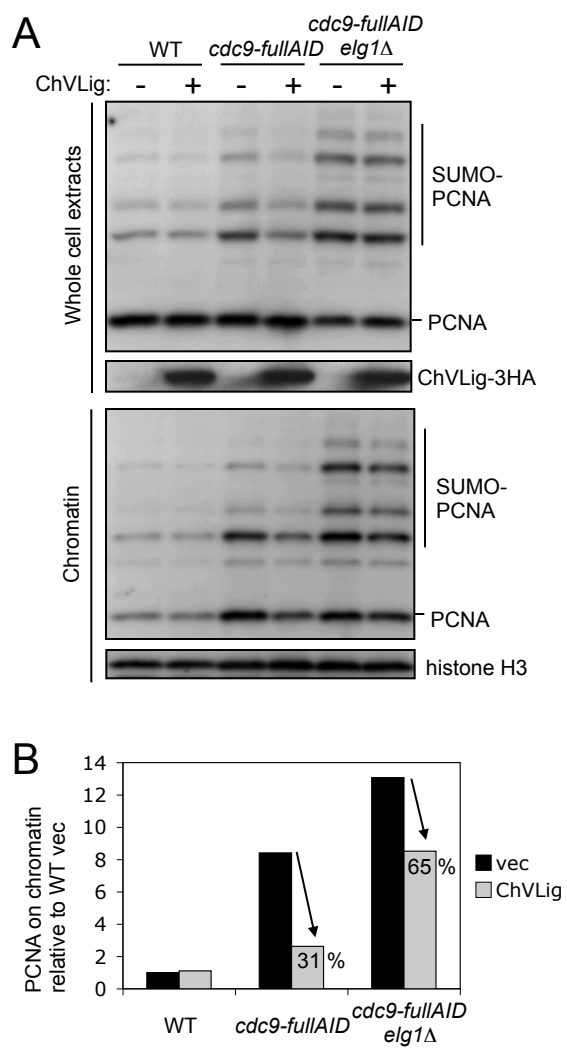 A
WT
cdc9-fullAID
cdc9-fullAID
elg1Δ
ChVLig: - + - + - +
Whole cell extracts
SUMO-
PCNA
PCNA
ChVLig-3HA
Chromatin
SUMO-
PCNA
PCNA
histone H3
B
PCNA on chromatin
relative to WT vec
14
12
10
8
6
4
2
0
31 %
65 %
vec
ChVLig
WT
cdc9-fullAID
cdc9-fullAID
elg1Δ